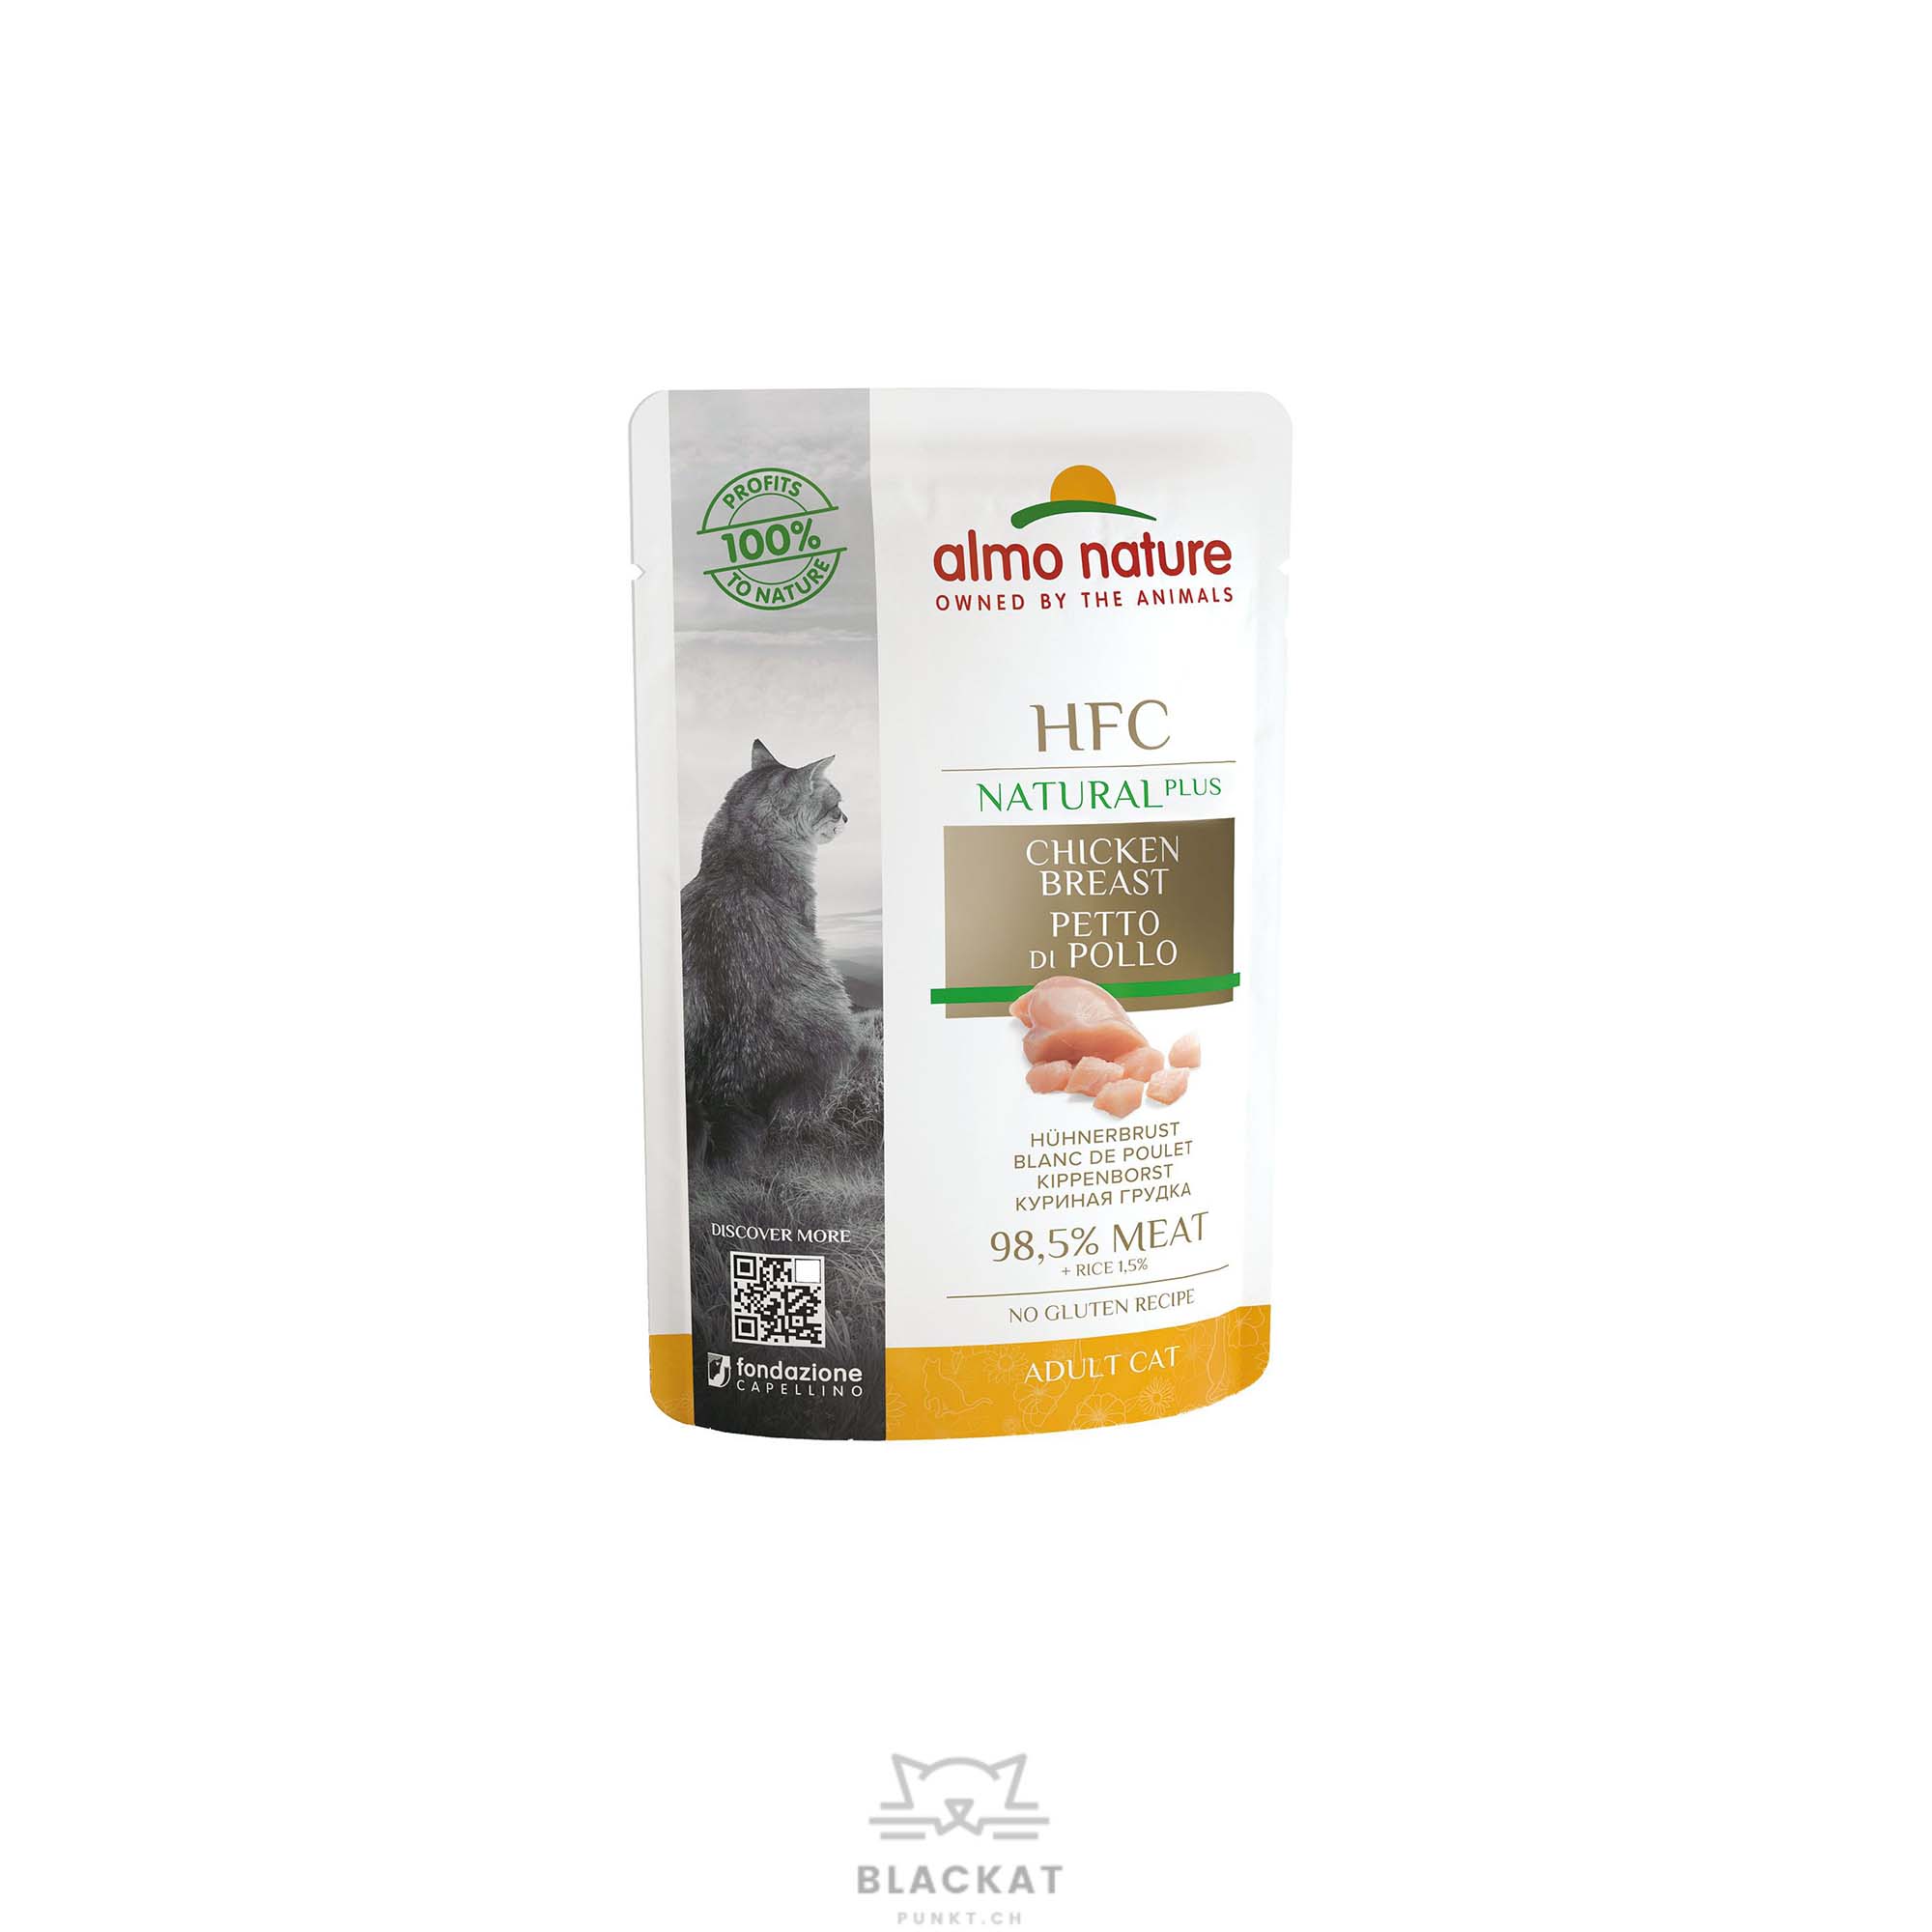 PROFITS
100%
TO NATURE
almo nature
OWNED BY THE ANIMALS
HFC
NATURAL PLUS
CHICKEN
BREAST
PETTO
DI POLLO
HÜHNERBRUST
BLANC DE POULET
KIPPENBORST
КУРИНАЯ ГРУДКА
98,5% MEAT
+ RICE 1,5%
NO GLUTEN RECIPE
ADULT CAT
DISCOVER MORE
fondazione
CAPELLINO
BLACKAT
PUNKT.CH